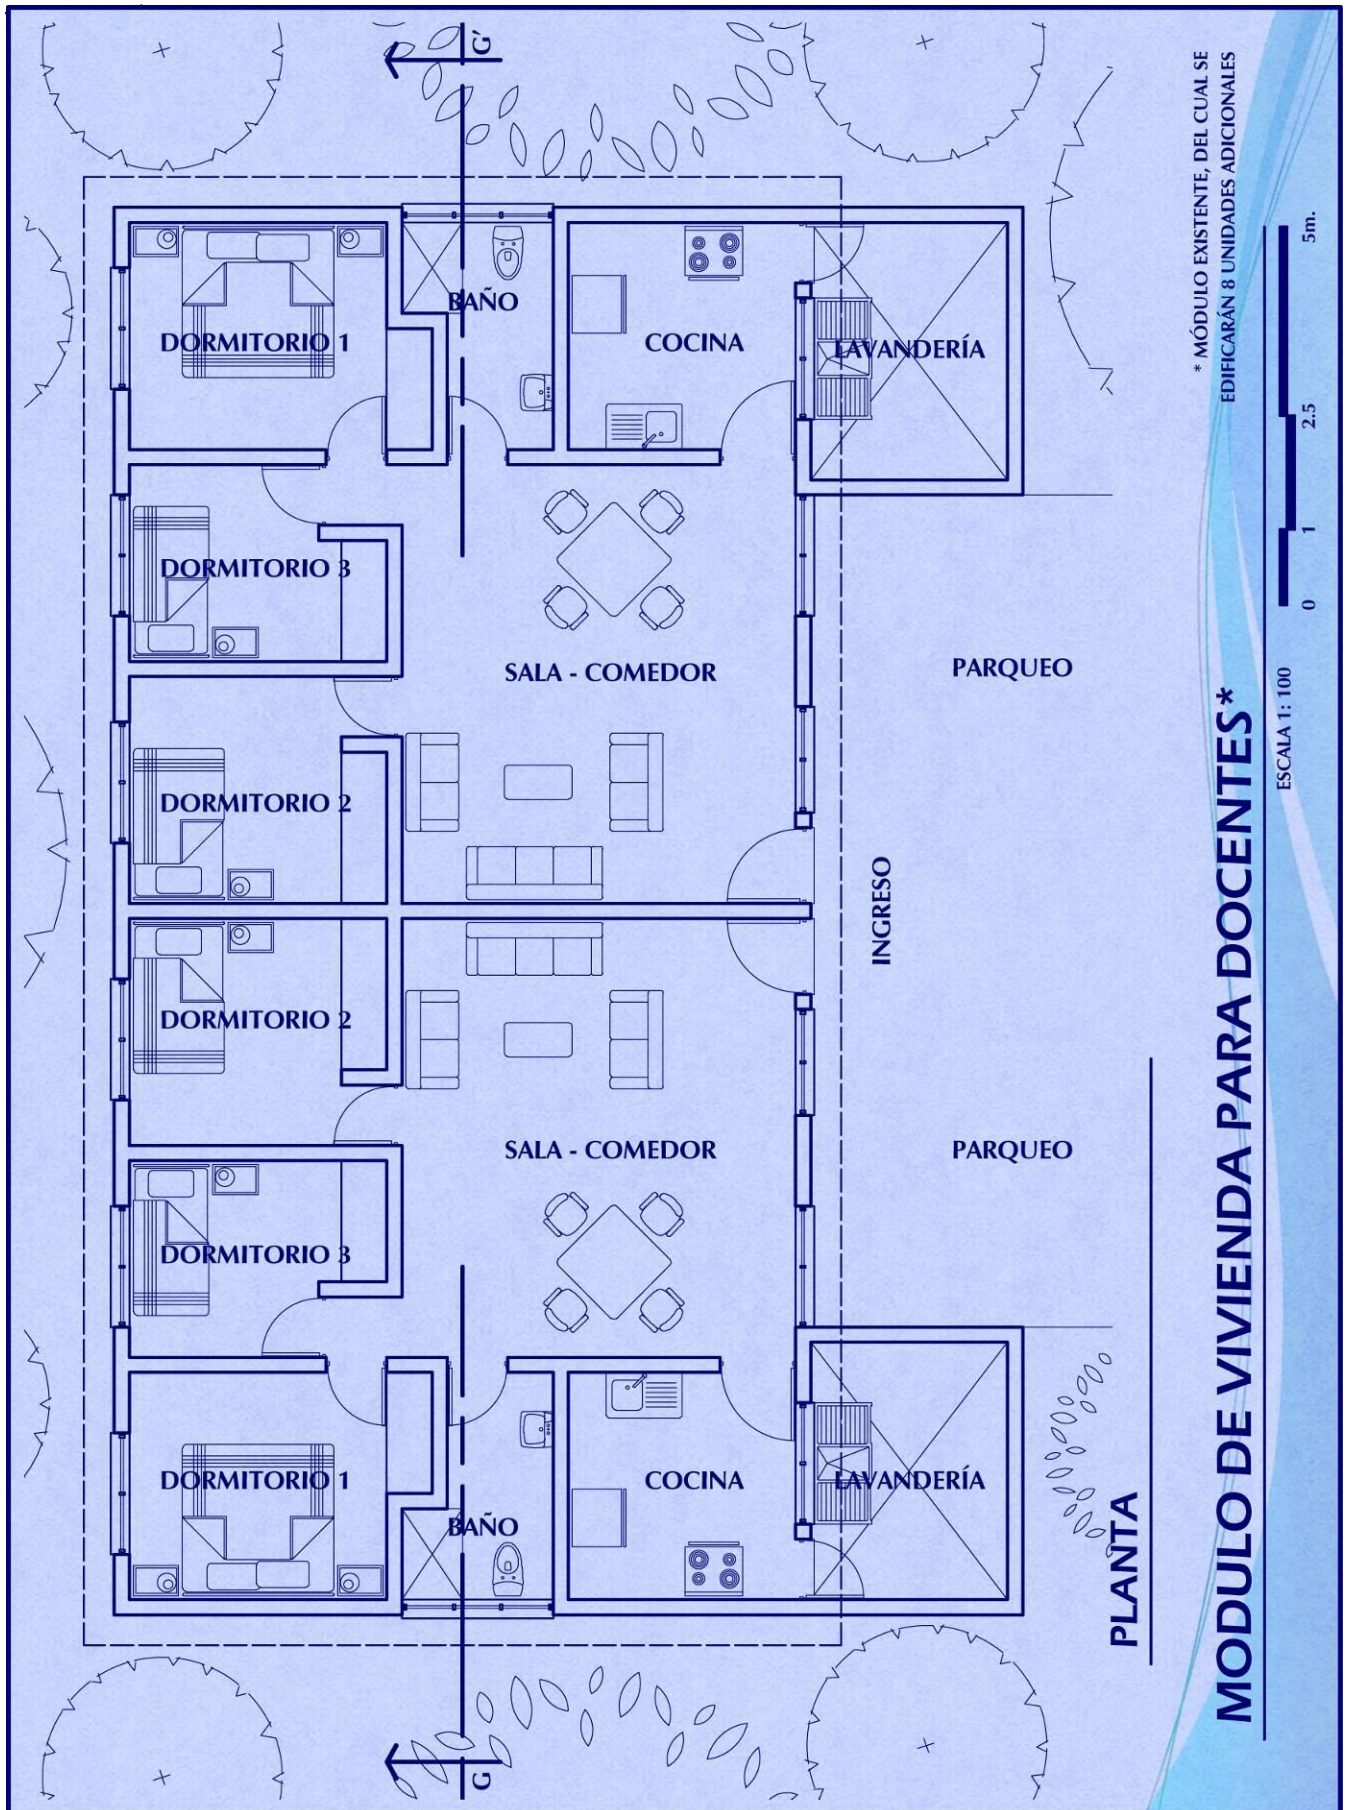 G'
DORMITORIO 1
BAÑO
COCINA
LAVANDERÍA
DORMITORIO 3
SALA - COMEDOR
PARQUEO
DORMITORIO 2
INGRESO
DORMITORIO 2
SALA - COMEDOR
PARQUEO
DORMITORIO 3
DORMITORIO 1
BAÑO
COCINA
LAVANDERÍA
G
PLANTA
MODULO DE VIVIENDA PARA DOCENTES*
* MÓDULO EXISTENTE, DEL CUAL SE
EDIFICARÁN 8 UNIDADES ADICIONALES
ESCALA 1: 100
0 1 2.5 5m.